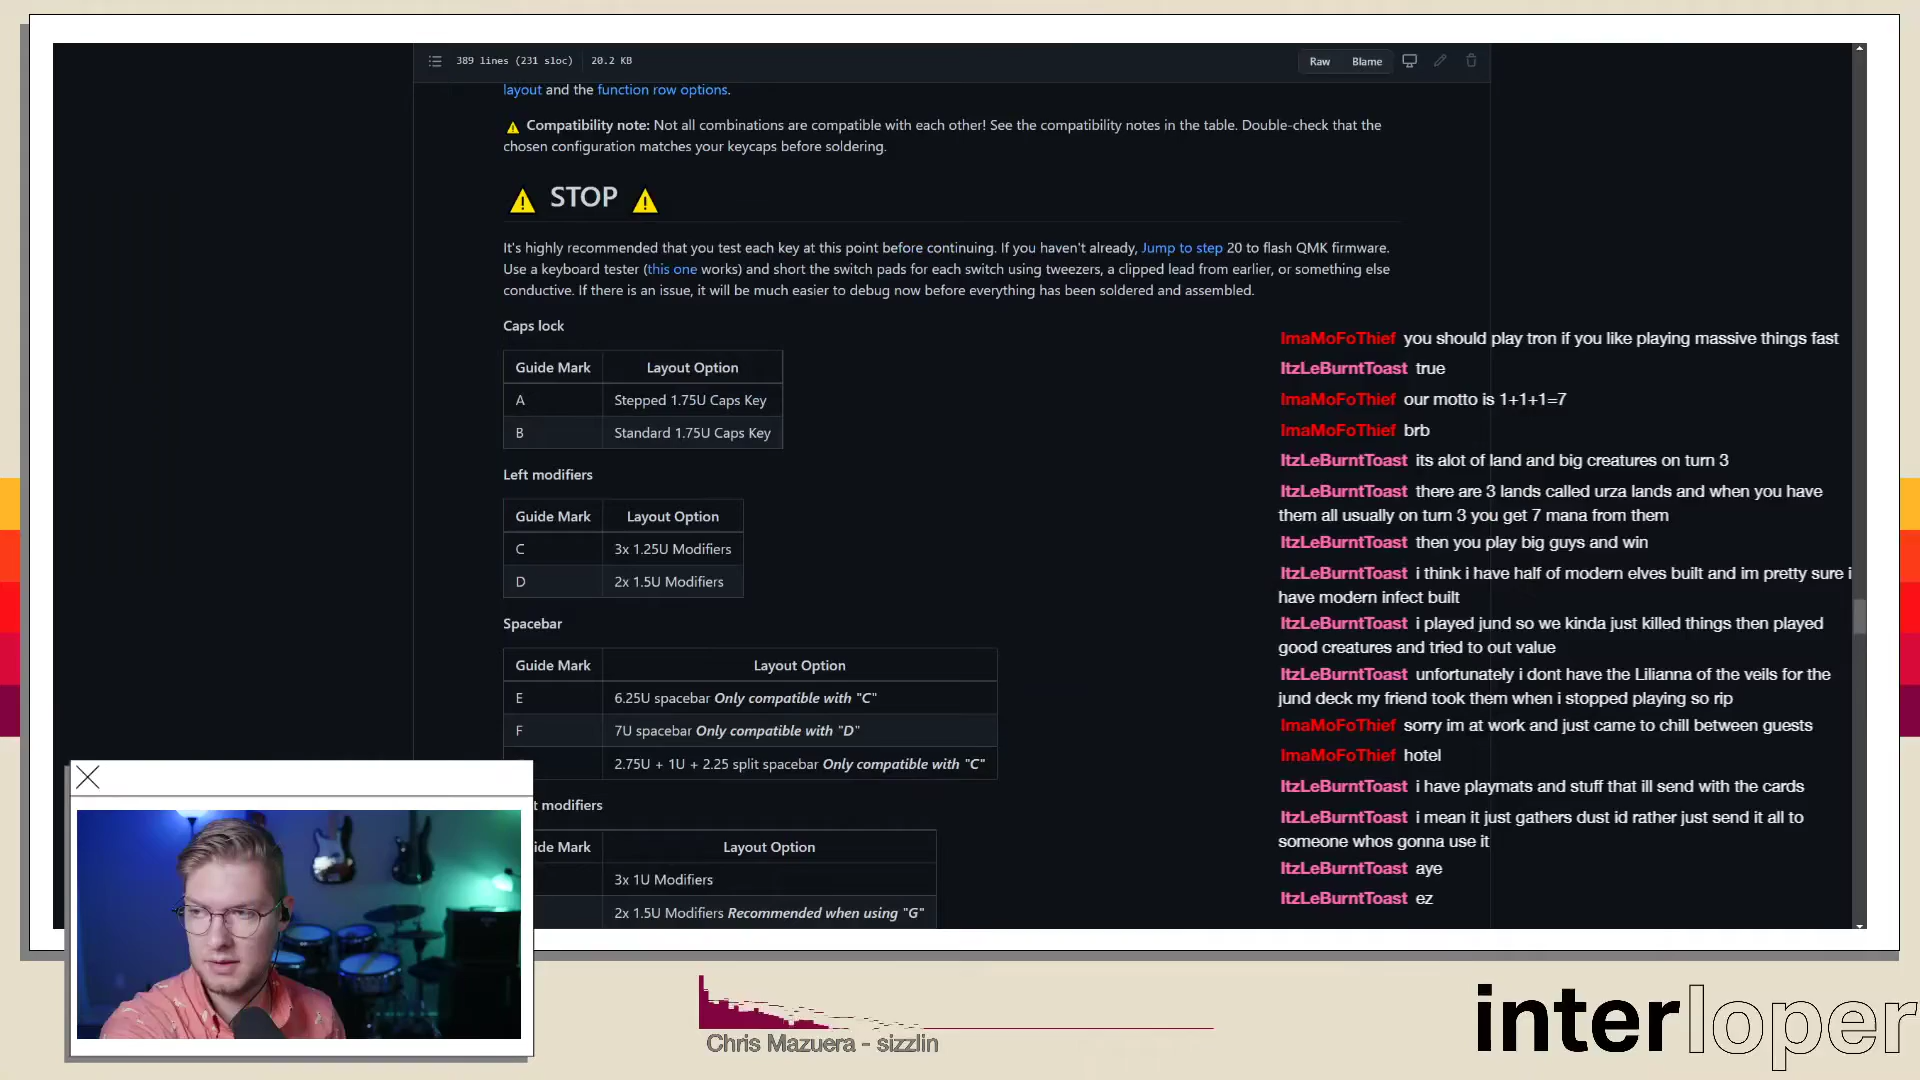 389 lines (231 sloc) 20.2 KB
Raw Blame
layout and the function row options.
Compatibility note: Not all combinations are compatible with each other! See the compatibility notes in the table. Double-check that the
chosen configuration matches your keycaps before soldering.
STOP
It's highly recommended that you test each key at this point before continuing. If you haven't already, Jump to step 20 to flash QMK firmware.
Use a keyboard tester (this one works) and short the switch pads for each switch using tweezers, a clipped lead from earlier, or something else
conductive. If there is an issue, it will be much easier to debug now before everything has been soldered and assembled.
Caps lock
Guide Mark Layout Option
A Stepped 1.75U Caps Key
B Standard 1.75U Caps Key
Left modifiers
Guide Mark Layout Option
C 3x 1.25U Modifiers
D 2x 1.5U Modifiers
Spacebar
Guide Mark Layout Option
E 6.25U spacebar Only compatible with "C"
F 7U spacebar Only compatible with "D"
2.75U + 1U + 2.25 split spacebar Only compatible with "C"
t modifiers
ide Mark Layout Option
3x 1U Modifiers
2x 1.5U Modifiers Recommended when using "G"
ImaMoFoThief you should play tron if you like playing massive things fast
ItzLeBurntToast true
ImaMoFoThief our motto is 1+1+1=7
ImaMoFoThief brb
ItzLeBurntToast its alot of land and big creatures on turn 3
ItzLeBurntToast there are 3 lands called urza lands and when you have
them all usually on turn 3 you get 7 mana from them
ItzLeBurntToast then you play big guys and win
ItzLeBurntToast i think i have half of modern elves built and im pretty sure i
have modern infect built
ItzLeBurntToast i played jund so we kinda just killed things then played
good creatures and tried to out value
ItzLeBurntToast unfortunately i dont have the Lilianna of the veils for the
jund deck my friend took them when i stopped playing so rip
ImaMoFoThief sorry im at work and just came to chill between guests
ImaMoFoThief hotel
ItzLeBurntToast i have playmats and stuff that ill send with the cards
ItzLeBurntToast i mean it just gathers dust id rather just send it all to
someone whos gonna use it
ItzLeBurntToast aye
ItzLeBurntToast ez
Chris Mazuera - sizzlin
interloper